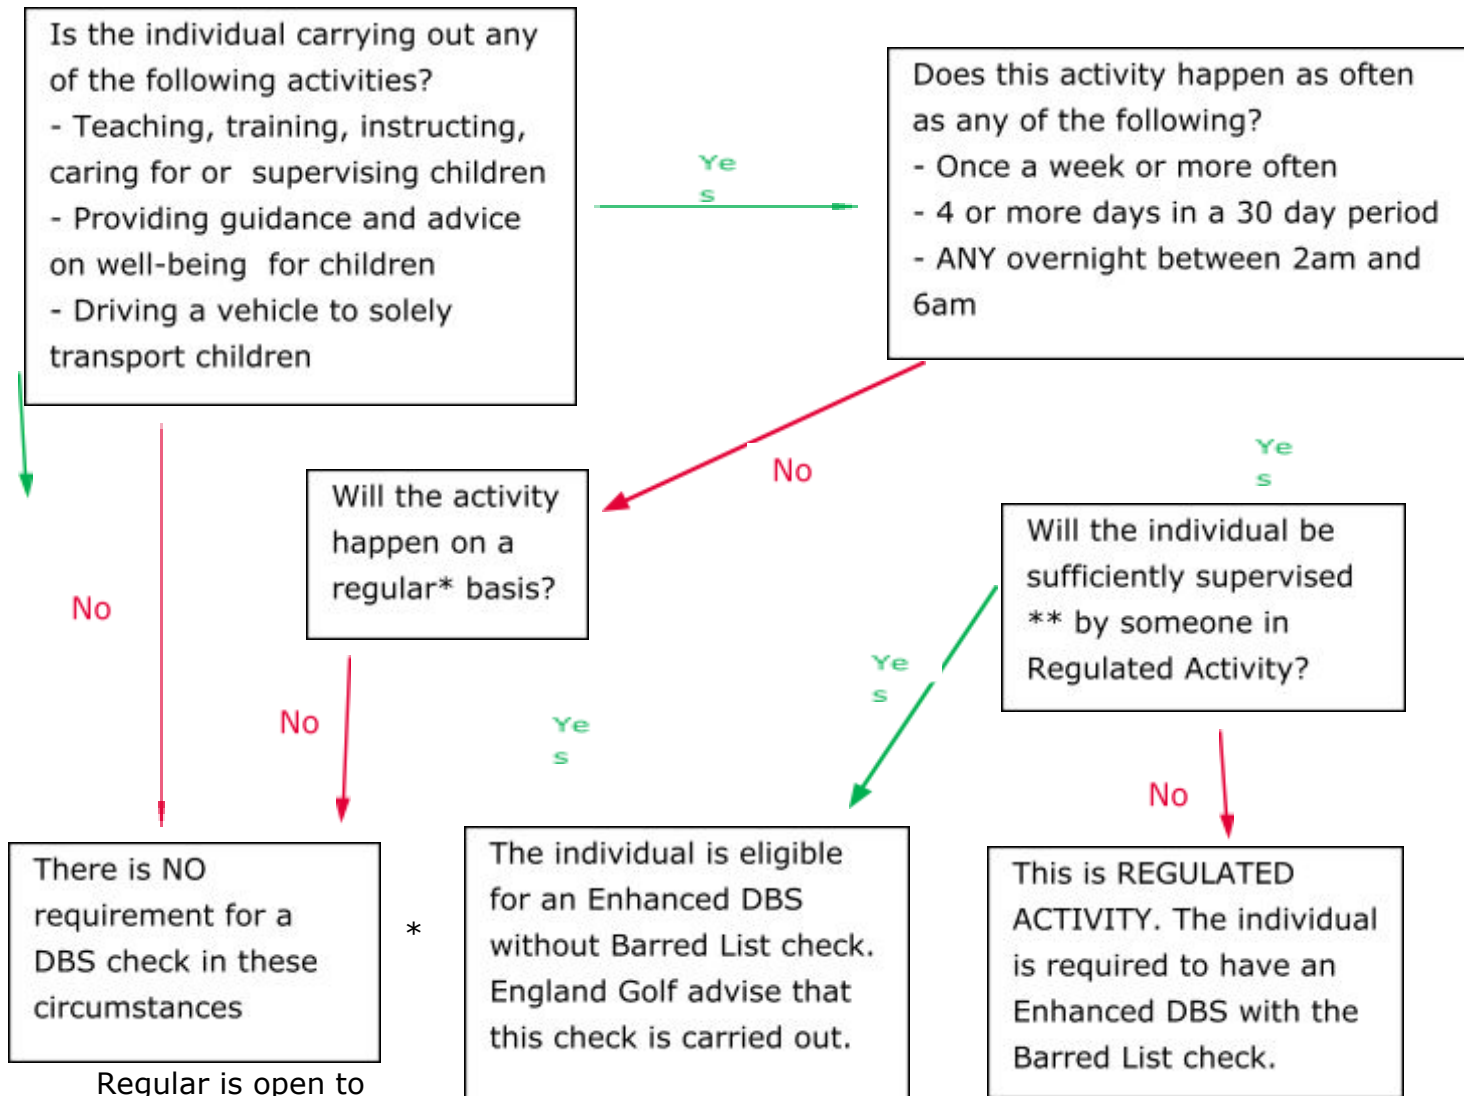 Is the individual carrying out any
of the following activities?
- Teaching, training, instructing,
caring for or supervising children
- Providing guidance and advice
on well-being for children
- Driving a vehicle to solely
transport children
Ye
s
Does this activity happen as often
as any of the following?
- Once a week or more often
- 4 or more days in a 30 day period
- ANY overnight between 2am and
6am
No
Will the activity
happen on a
regular* basis?
No
Ye
s
Will the individual be
sufficiently supervised
** by someone in
Regulated Activity?
No
Ye
s
Ye
s
No
There is NO
requirement for a
DBS check in these
circumstances
*
The individual is eligible
for an Enhanced DBS
without Barred List check.
England Golf advise that
this check is carried out.
This is REGULATED
ACTIVITY. The individual
is required to have an
Enhanced DBS with the
Barred List check.
Regular is open to